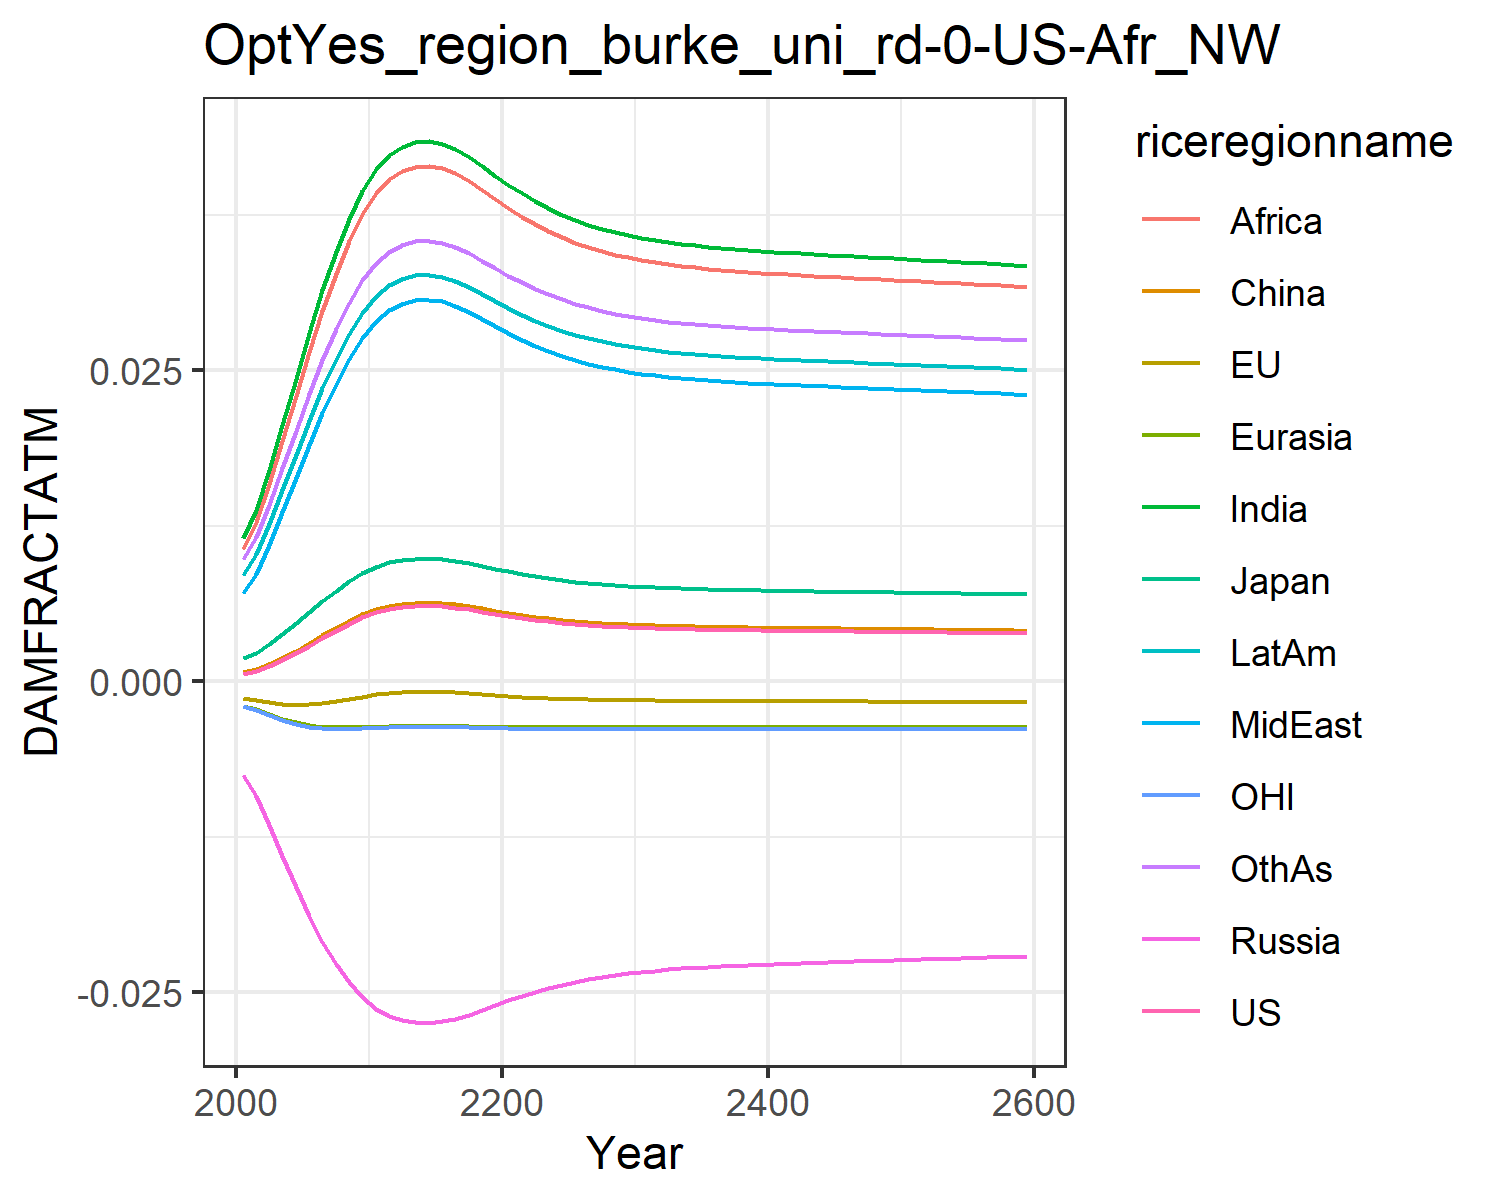 OptYes_region_burke_uni_rd-0-US-Afr_NW
riceregionname
Africa
China
EU
Eurasia
India
Japan
LatAm
MidEast
OHI
OthAs
Russia
US
DAMFRACTATM
0.025
0.000
-0.025
2000
2200
2400
2600
Year